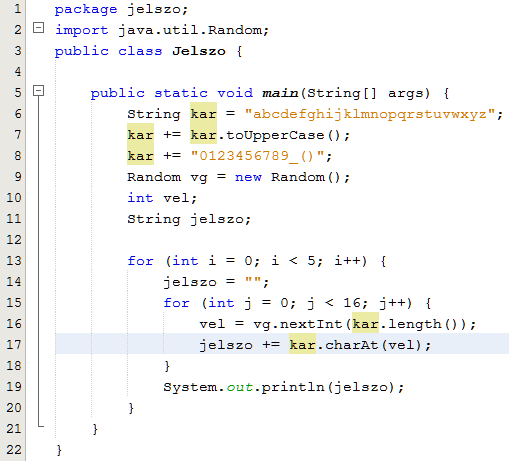 1 package jelszo;
2 import java.util.Random;
3 public class Jelszo {
4
5     public static void main(String[] args) {
6         String kar = "abcdefghijklmnopqrstuvwxyz";
7         kar += kar.toUpperCase();
8         kar += "0123456789_()";
9         Random vg = new Random();
10         int vel;
11         String jelszo;
12
13         for (int i = 0; i < 5; i++) {
14             jelszo = "";
15             for (int j = 0; j < 16; j++) {
16                 vel = vg.nextInt(kar.length());
17                 jelszo += kar.charAt(vel);
18             }
19             System.out.println(jelszo);
20         }
21     }
22 }